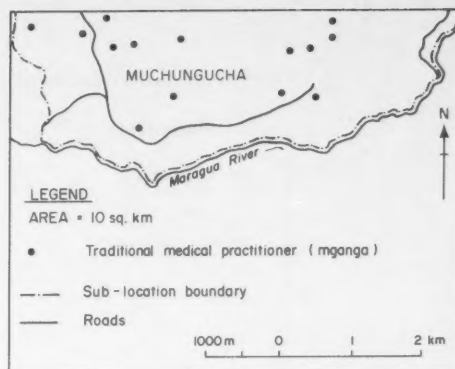 MUCHUNGUCHA
N
Maragua River
LEGEND
AREA = 10 sq. km
Traditional medical practitioner ( mganga )
Sub-location boundary
Roads
1000 m 0 1 2 km